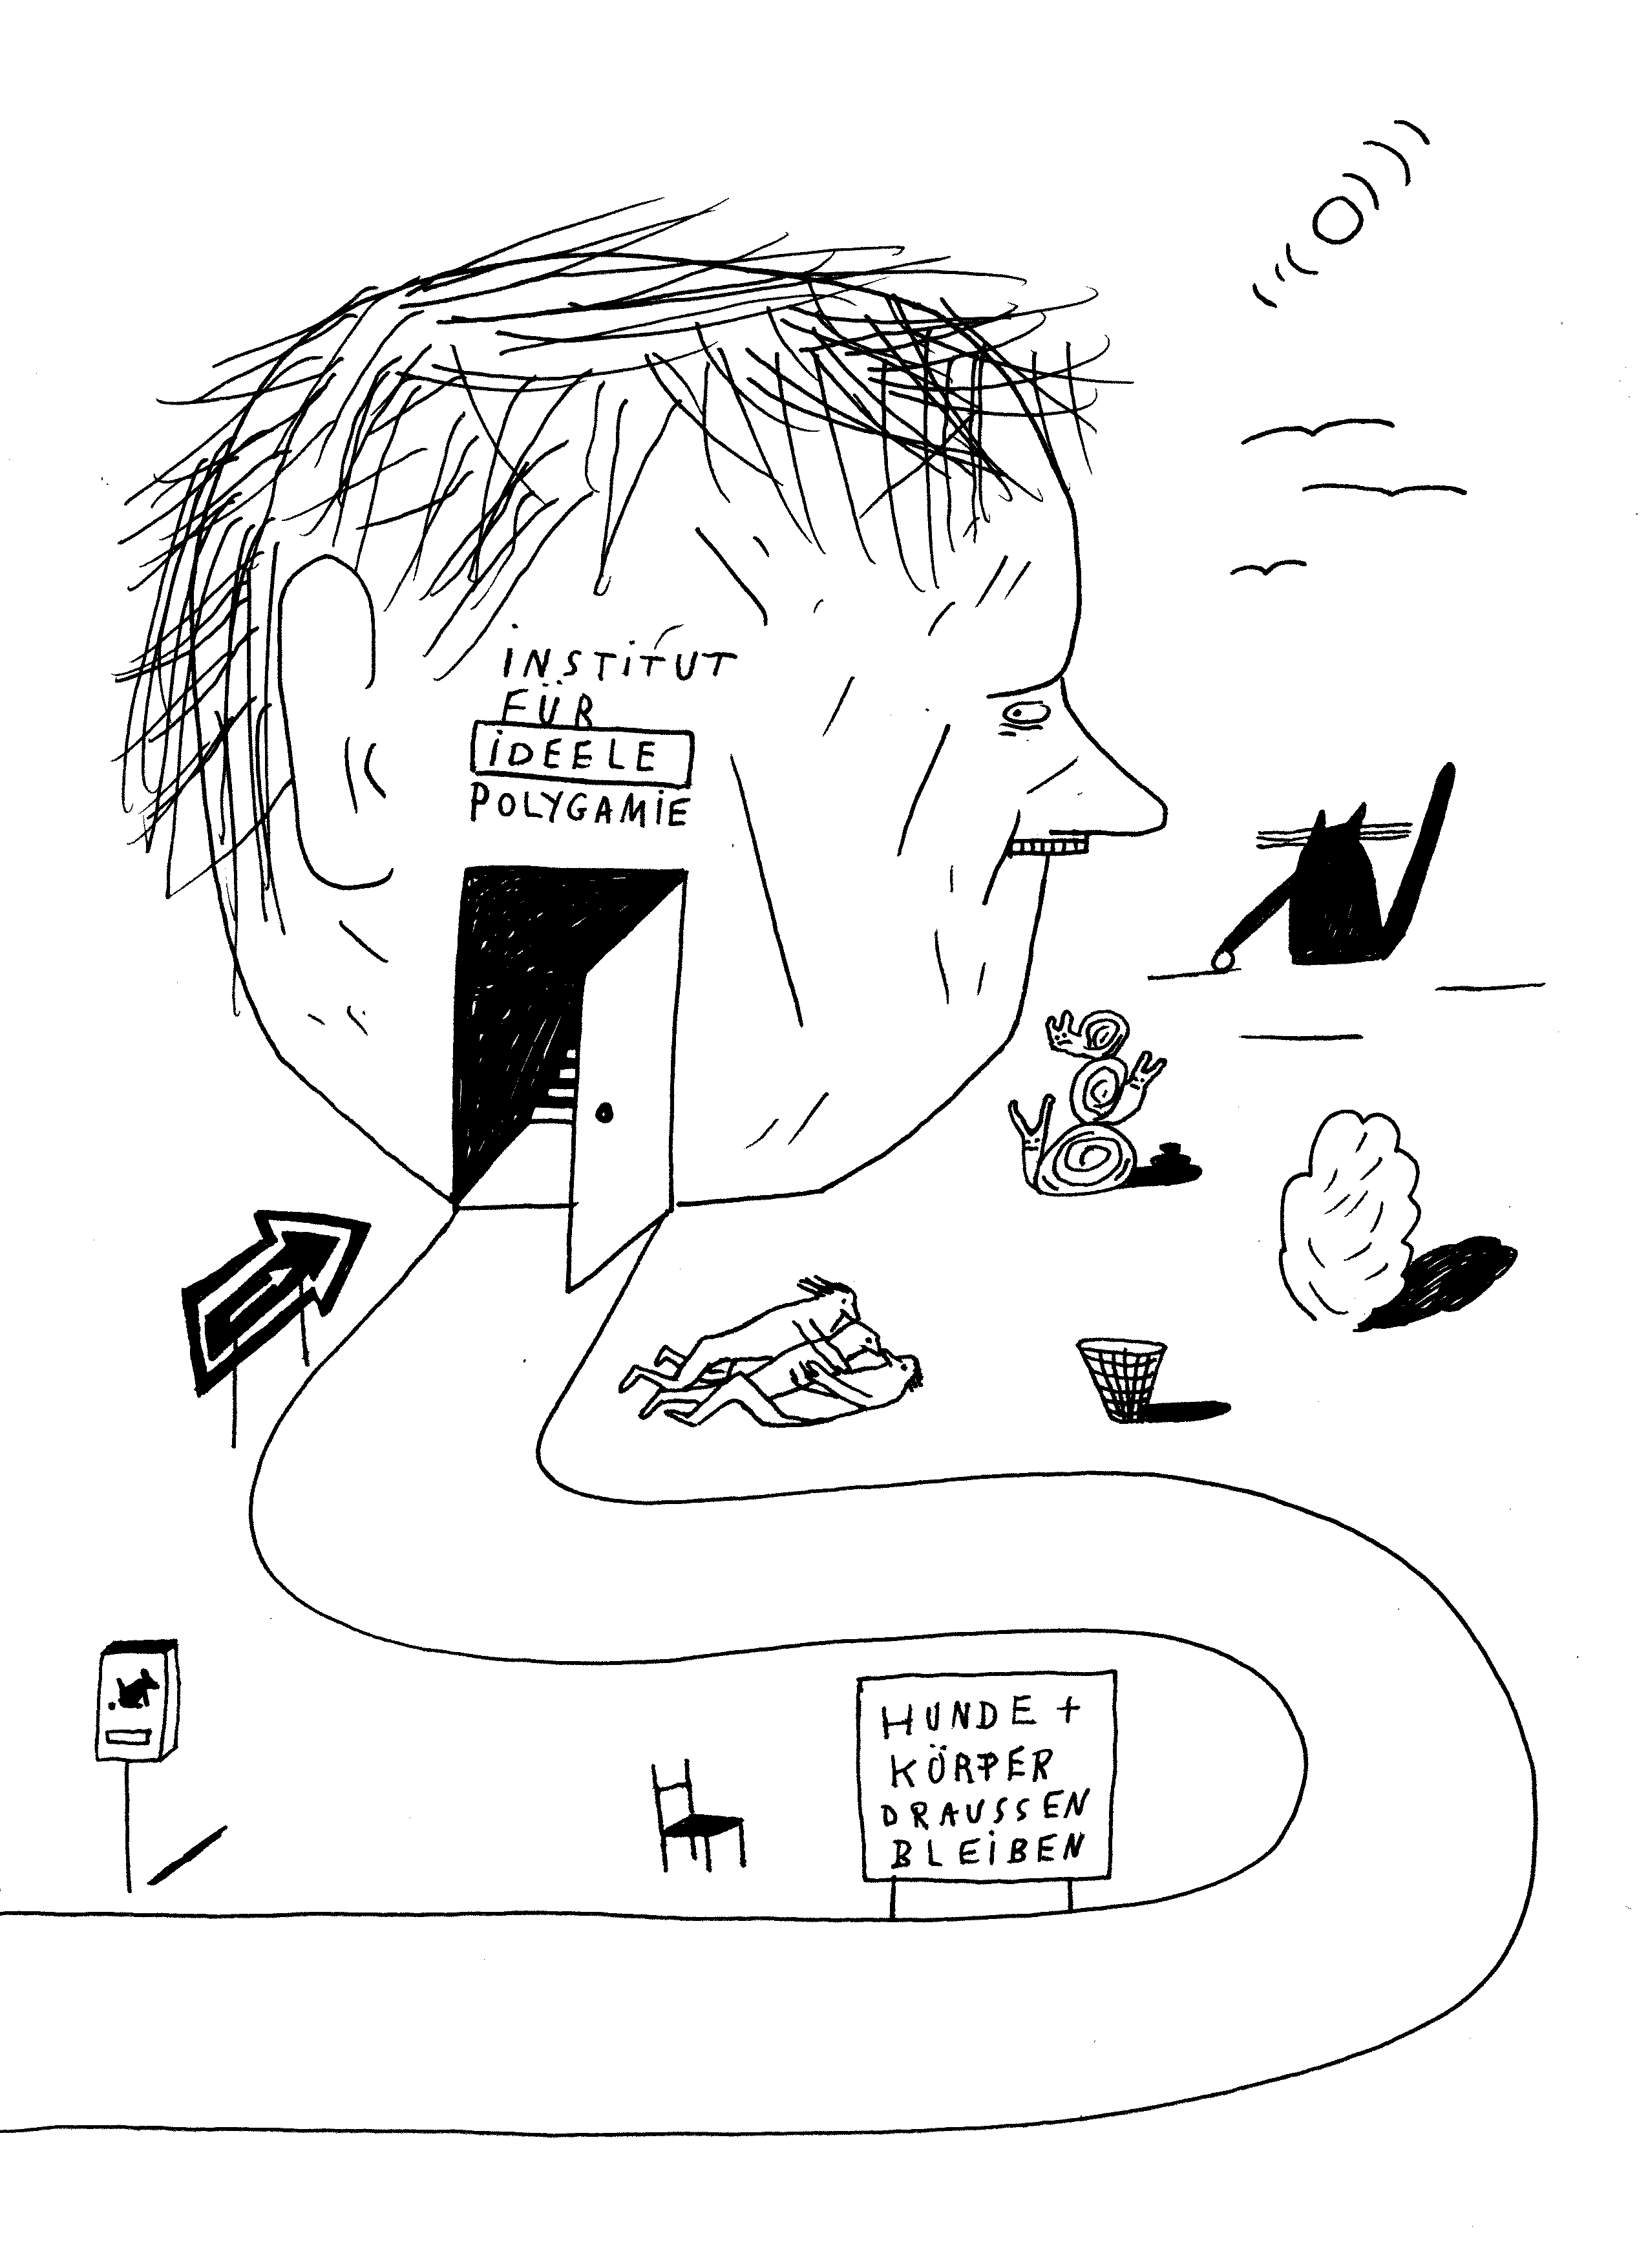 INSTITUT
FÜR
IDEELE
POLYGAMIE
HUNDE +
KÖRPER
DRAUSSEN
BLEIBEN